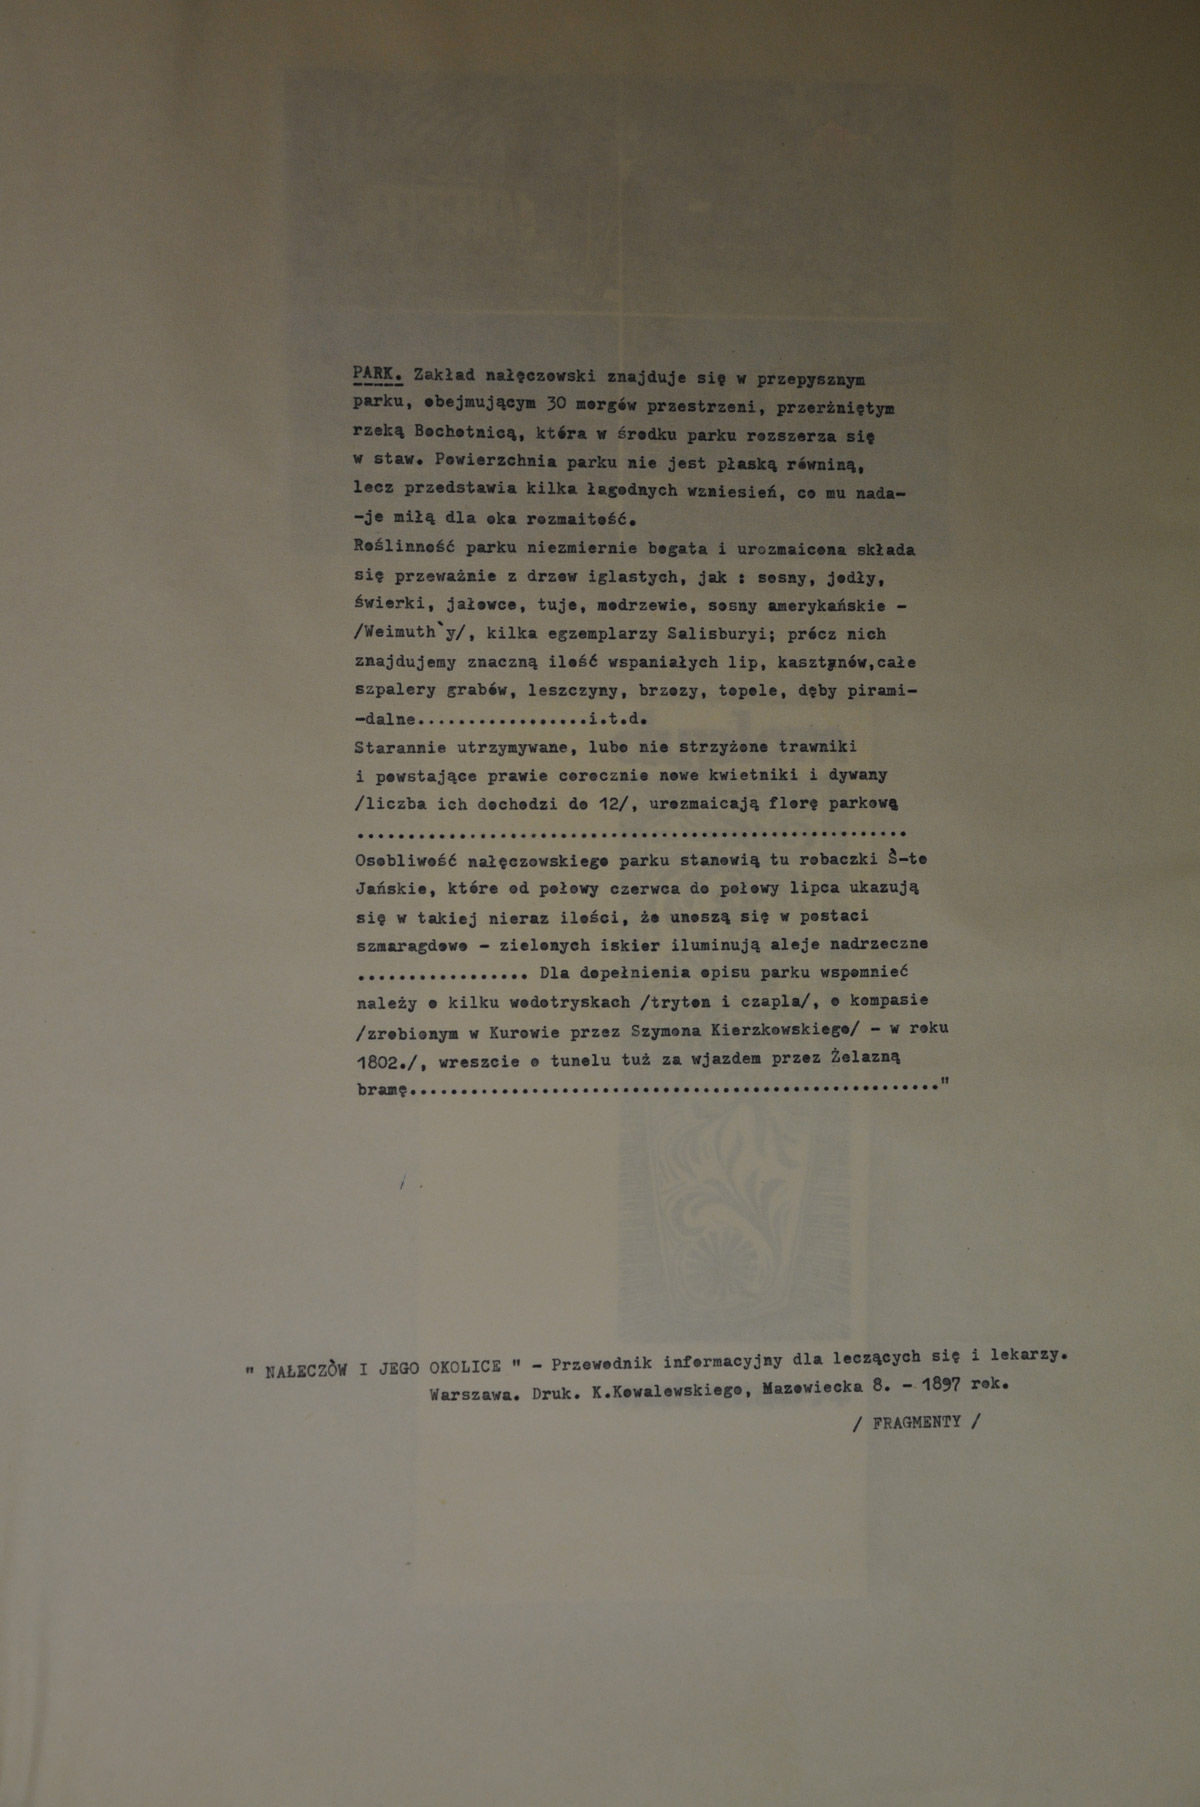 PARK. Zakład nałęczowski znajduje się w przepysznym
parku, obejmującym 30 morgów przestrzeni, przerżniętym
rzeką Bochotnicą, która w środku parku rozszerza się
w staw. Powierzchnia parku nie jest płaską równiną,
lecz przedstawia kilka łagodnych wzniesień, co mu nada-
-je miłą dla oka rozmaitość.
Roślinność parku niezmiernie bogata i urozmaicona składa
się przeważnie z drzew iglastych, jak : sosny, jodły,
świerki, jałowce, tuje, modrzewie, sosny amerykańskie -
/Weimuth`y/, kilka egzemplarzy Salisburyi; prócz nich
znajdujemy znaczną ilość wspaniałych lip, kasztanów,całe
szpalery grabów, leszczyny, brzozy, topole, dęby pirami-
-dalne.................i.t.d.
Starannie utrzymywane, lubo nie strzyżone trawniki
i powstające prawie corocznie nowe kwietniki i dywany
/liczba ich dochodzi do 12/, urozmaicają florę parkową
.......................................................
Osobliwość nałęczowskiego parku stanowią tu robaczki Ś-to
Jańskie, które od połowy czerwca do połowy lipca ukazują
się w takiej nieraz ilości, że unoszą się w postaci
szmaragdowo - zielonych iskier iluminują aleje nadrzeczne
................. Dla dopełnienia opisu parku wspomnieć
należy o kilku wodotryskach /tryton i czapla/, o kompasie
/zrobionym w Kurowie przez Szymona Kierzkowskiego/ - w roku
1802./, wreszcie o tunelu tuż za wjazdem przez Żelazną
bramę....................................................."
" NAŁECZÒW I JEGO OKOLICE " - Przewodnik informacyjny dla leczących się i lekarzy.
Warszawa. Druk. K.Kowalewskiego, Mazowiecka 8. - 1897 rok.
/ FRAGMENTY /